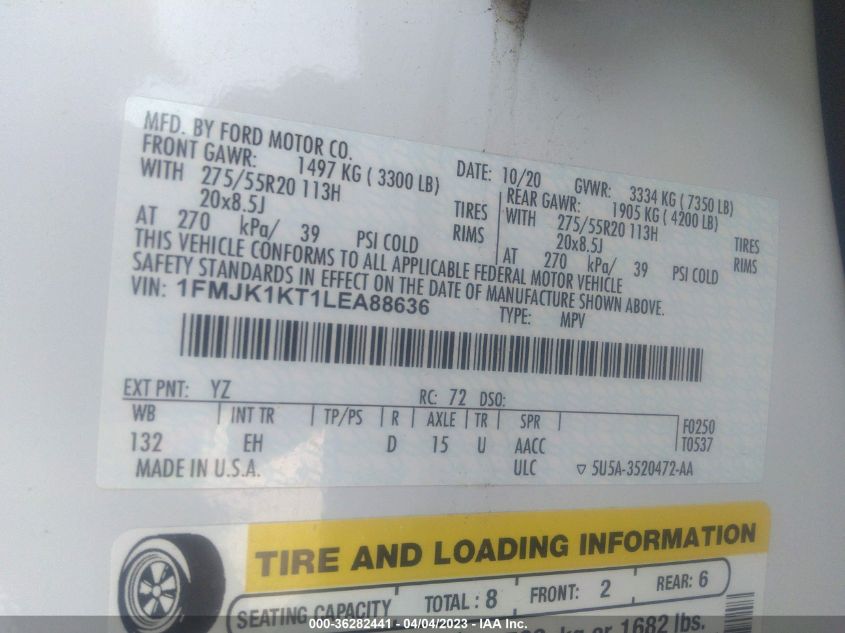 MFD. BY FORD MOTOR CO.
DATE: 10/20 GVWR: 3334 KG ( 7350 LB)
FRONT GAWR: 1497 KG ( 3300 LB) REAR GAWR: 1905 KG ( 4200 LB)
WITH 275/55R20 113H TIRES WITH 275/55R20 113H TIRES
20x8.5J RIMS 20x8.5J RIMS
AT 270 kPa/ 39 PSI COLD AT 270 kPa/ 39 PSI COLD
THIS VEHICLE CONFORMS TO ALL APPLICABLE FEDERAL MOTOR VEHICLE
SAFETY STANDARDS IN EFFECT ON THE DATE OF MANUFACTURE SHOWN ABOVE.
VIN: 1FMJK1KT1LEA88636 TYPE: MPV
EXT PNT: YZ RC: 72 DSO:
WB INT TR TP/PS R AXLE TR SPR F0250
132 EH D 15 U AACC T0537
MADE IN U.S.A. ULC 5U5A-3520472-AA
TIRE AND LOADING INFORMATION
SEATING CAPACITY TOTAL : 8 FRONT: 2 REAR: 6
kg or 1682 lbs.
000-36282441 - 04/04/2023 - IAA Inc.